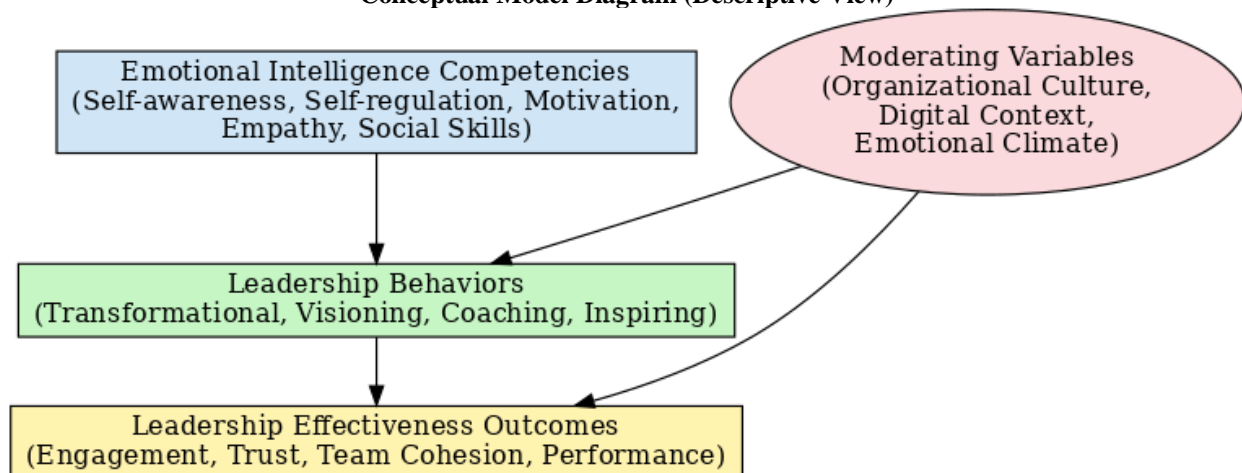 Conceptual Model Diagram (Descriptive View)
Emotional Intelligence Competencies
(Self-awareness, Self-regulation, Motivation,
Empathy, Social Skills)
Moderating Variables
(Organizational Culture,
Digital Context,
Emotional Climate)
Leadership Behaviors
(Transformational, Visioning, Coaching, Inspiring)
Leadership Effectiveness Outcomes
(Engagement, Trust, Team Cohesion, Performance)